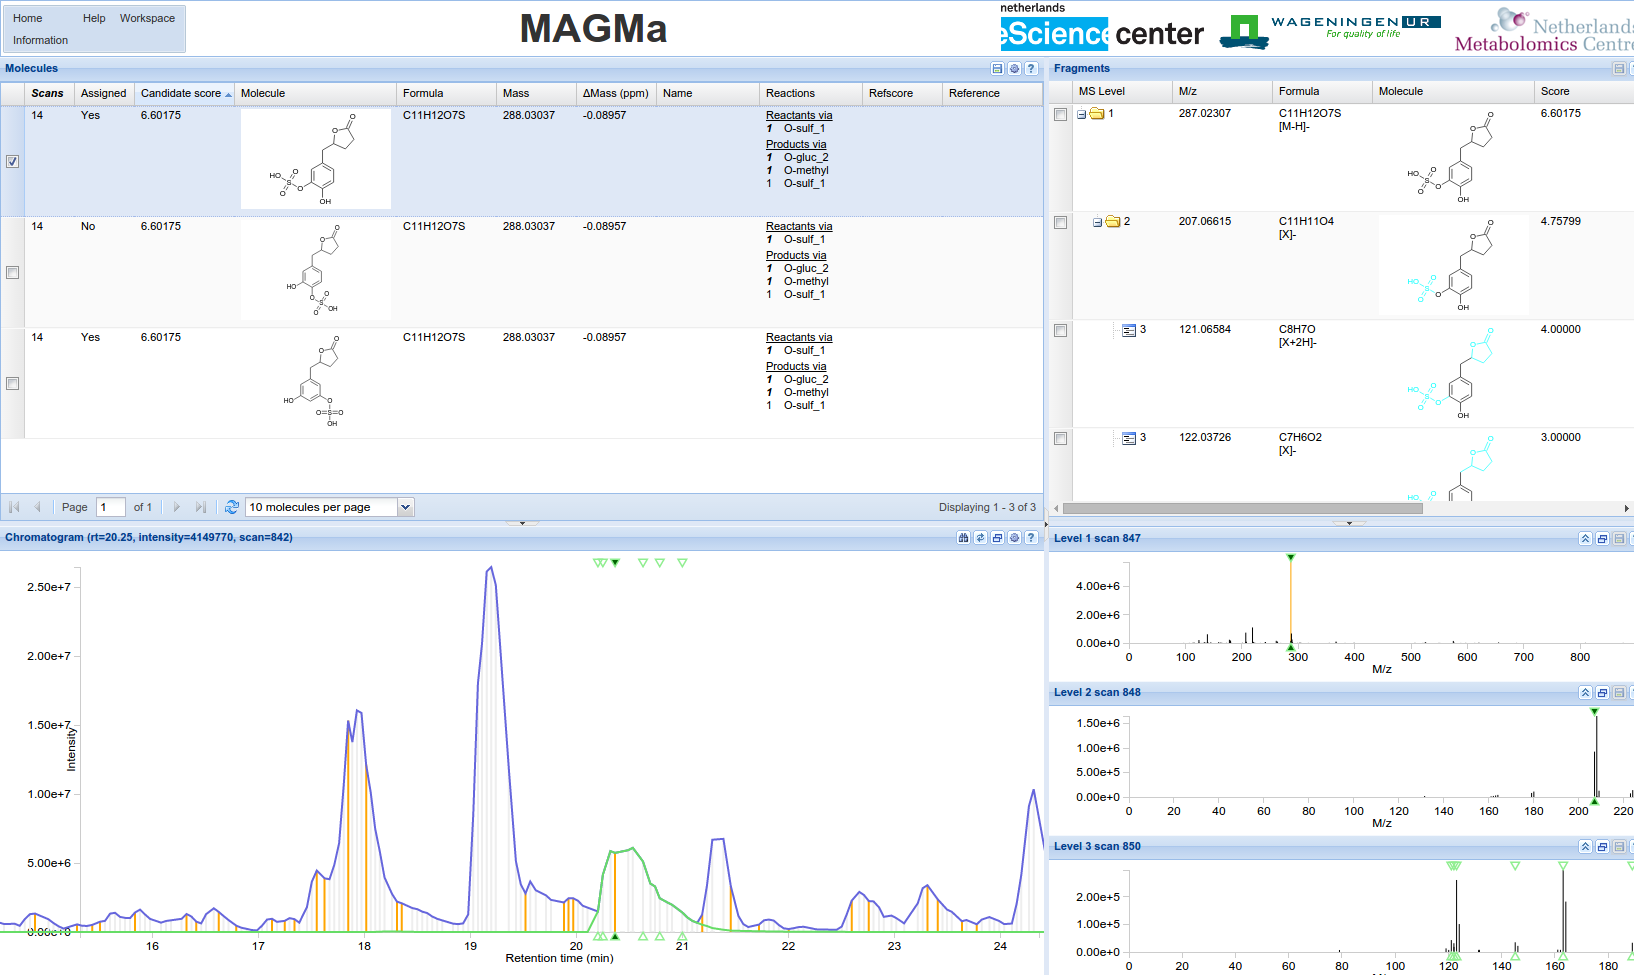 Home Help Workspace
Information
MAGMa
netherlands
eScience center
WAGENINGEN UR
For quality of life
Netherlands
Metabolomics Centre
Molecules
Scans Assigned Candidate score Molecule Formula Mass ΔMass (ppm) Name Reactions Refscore Reference
14 Yes 6.60175 C11H12O7S 288.03037 -0.08957 Reactants via
1 O-sulf_1
Products via
1 O-gluc_2
1 O-methyl
1 O-sulf_1
14 No 6.60175 C11H12O7S 288.03037 -0.08957 Reactants via
1 O-sulf_1
Products via
1 O-gluc_2
1 O-methyl
1 O-sulf_1
14 Yes 6.60175 C11H12O7S 288.03037 -0.08957 Reactants via
1 O-sulf_1
Products via
1 O-gluc_2
1 O-methyl
1 O-sulf_1
Page 1 of 1 10 molecules per page Displaying 1 - 3 of 3
Fragments
MS Level M/z Formula Molecule Score
1 287.02307 C11H12O7S 6.60175
[M-H]-
2 207.06615 C11H11O4 4.75799
[X]-
3 121.06584 C8H7O 4.00000
[X+2H]-
3 122.03726 C7H6O2 3.00000
[X]-
Chromatogram (rt=20.25, intensity=4149770, scan=842)
2.50e+7
2.00e+7
1.50e+7
1.00e+7
5.00e+6
0.00e+0
Intensity
16 17 18 19 20 21 22 23 24
Retention time (min)
Level 1 scan 847
4.00e+6
2.00e+6
0.00e+0
0 100 200 300 400 500 600 700 800
M/z
Level 2 scan 848
1.50e+6
1.00e+6
5.00e+5
0.00e+0
0 20 40 60 80 100 120 140 160 180 200 220
M/z
Level 3 scan 850
2.00e+5
1.00e+5
0.00e+0
0 20 40 60 80 100 120 140 160 180